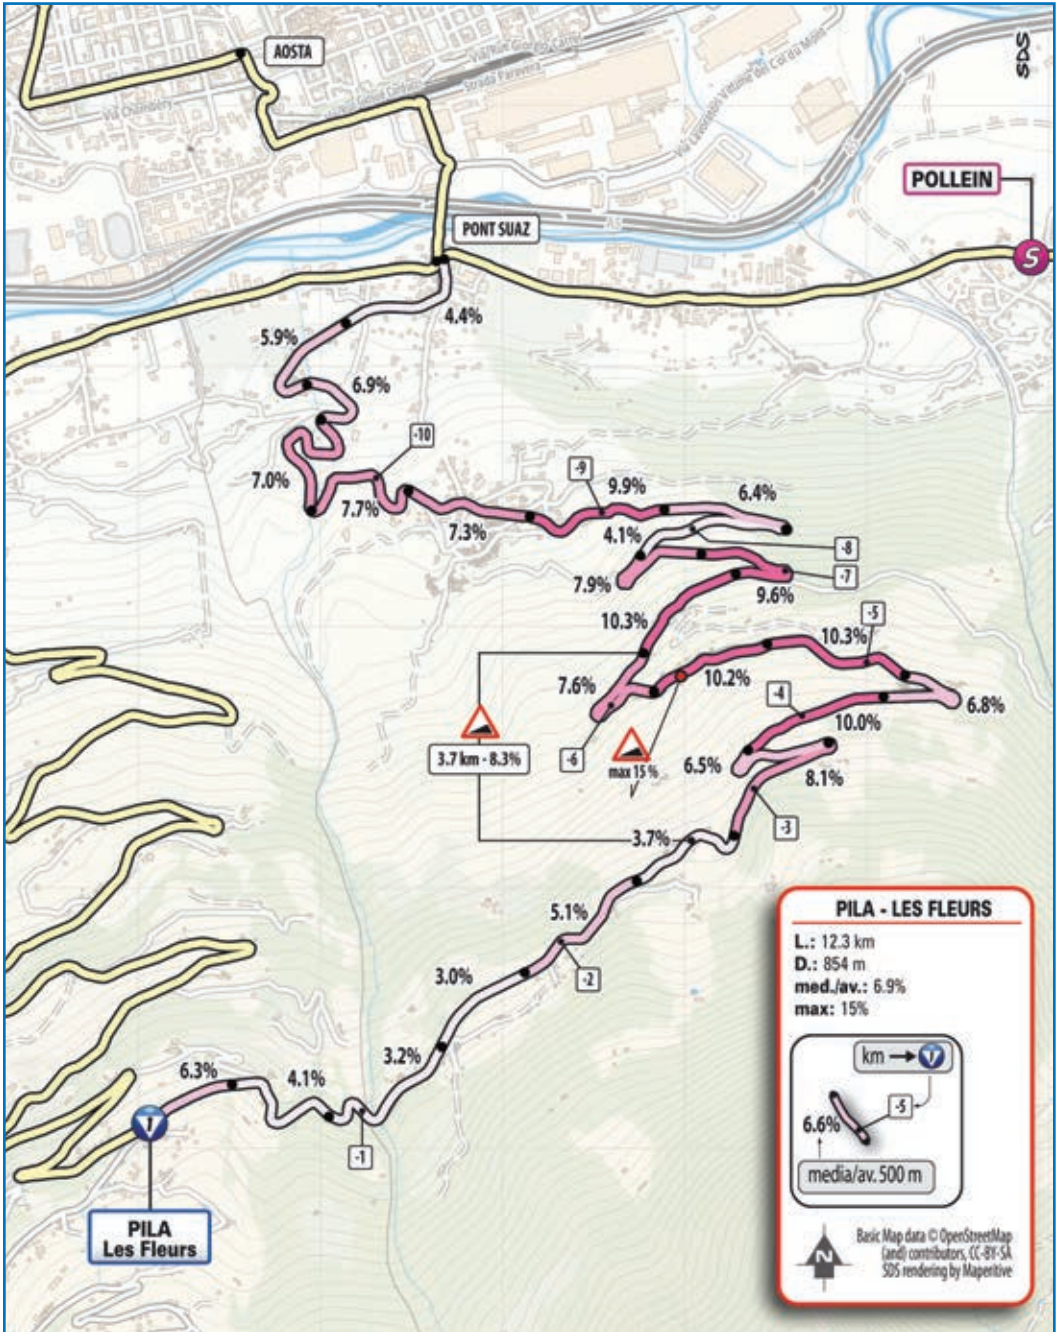 SDS
AOSTA
Via Chambery
Strada Paravera
POLLEIN
S
PONT SUAZ
A5
4.4%
5.9%
6.9%
-10
7.0%
7.7%
7.3%
-9
9.9%
6.4%
4.1%
-8
7.9%
-7
9.6%
10.3%
10.3%
-5
7.6%
10.2%
6.8%
-4
10.0%
3.7 km - 8.3%
-6
max 15 %
6.5%
8.1%
3.7%
-3
5.1%
-2
3.0%
3.2%
6.3%
4.1%
-1
PILA
Les Fleurs
PILA - LES FLEURS
L.: 12.3 km
D.: 854 m
med./av.: 6.9%
max: 15%
km
-5
6.6%
media/av. 500 m
N
Basic Map data © OpenStreetMap
(and) contributors, CC-BY-SA
SDS rendering by Maperitive